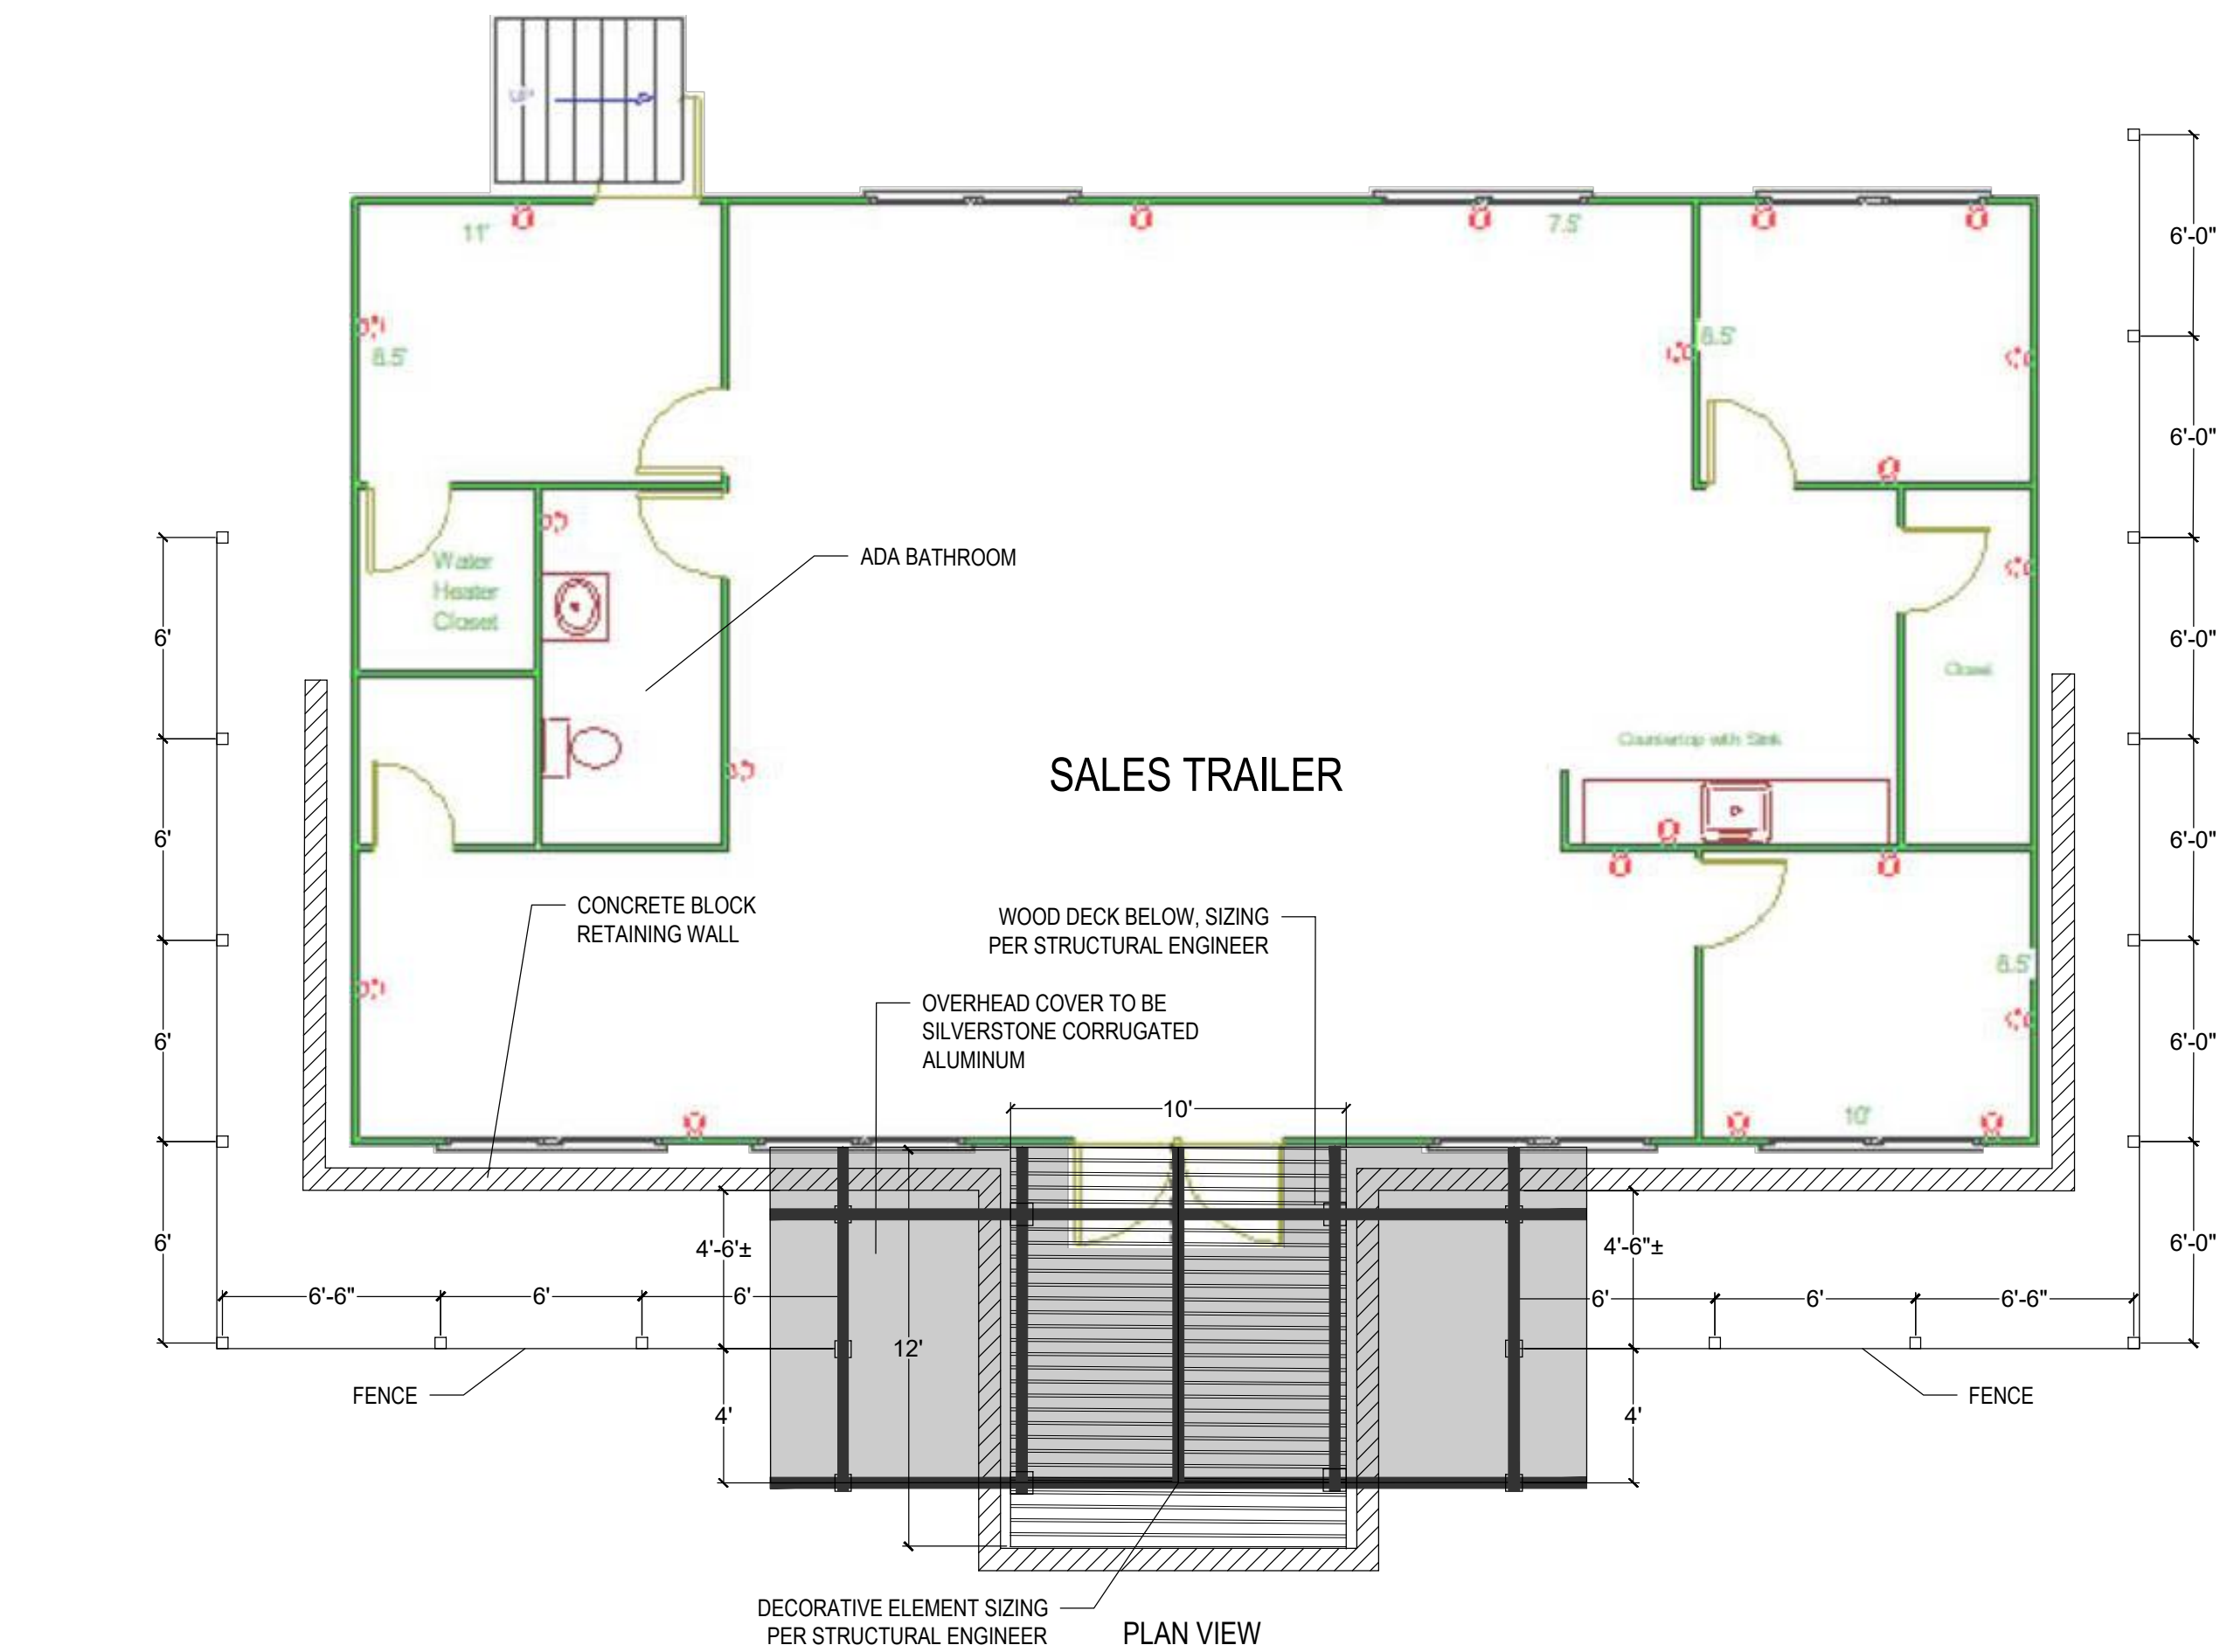 11'
7.5'
6'-0"
8.5'
8.5'
6'-0"
ADA BATHROOM
Water
Heater
Closet
6'
6'-0"
Closet
Countertop with Sink
SALES TRAILER
6'
6'-0"
CONCRETE BLOCK
RETAINING WALL
WOOD DECK BELOW, SIZING
PER STRUCTURAL ENGINEER
8.5'
OVERHEAD COVER TO BE
SILVERSTONE CORRUGATED
ALUMINUM
6'
6'-0"
10'
10'
4'-6'±
4'-6"±
6'
6'-0"
6'-6"
6'
6'
6'
6'
6'-6"
12'
FENCE
FENCE
4'
4'
DECORATIVE ELEMENT SIZING
PER STRUCTURAL ENGINEER
PLAN VIEW